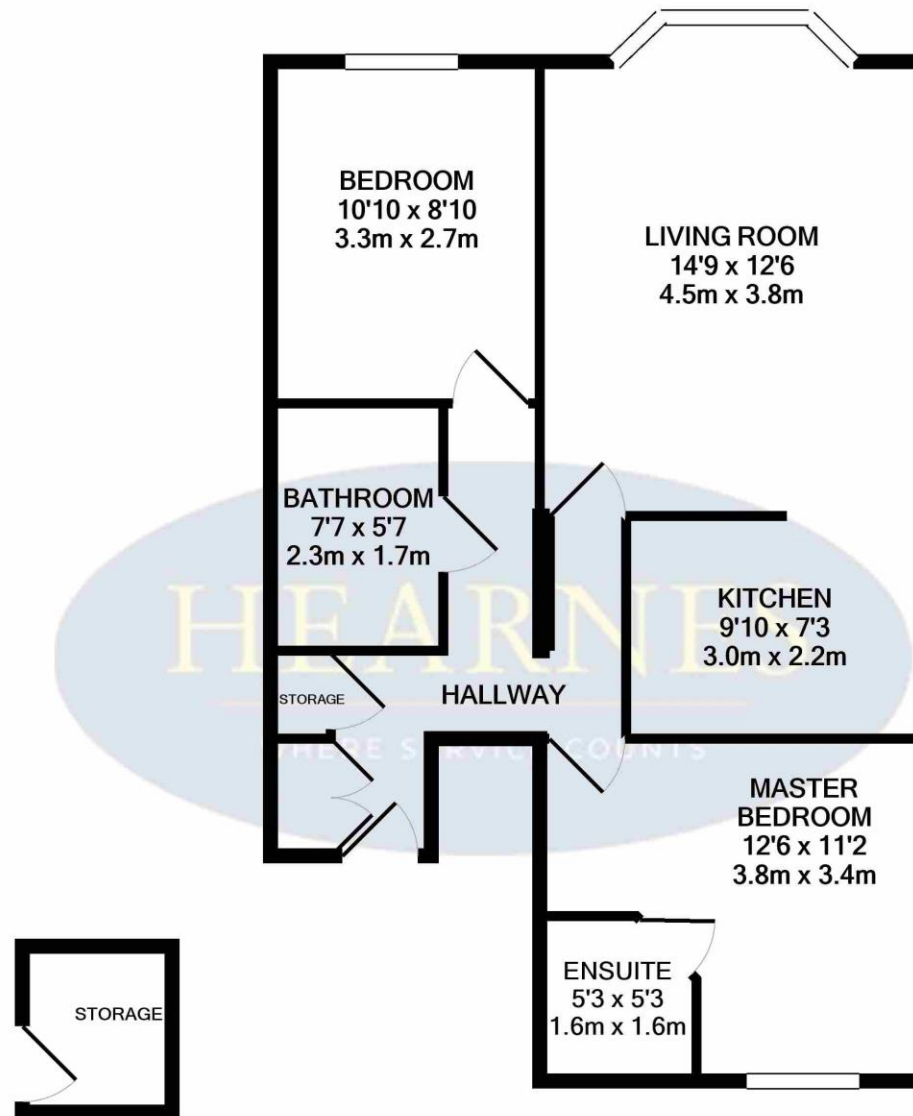 BEDROOM
10'10 x 8'10
3.3m x 2.7m
LIVING ROOM
14'9 x 12'6
4.5m x 3.8m
BATHROOM
7'7 x 5'7
2.3m x 1.7m
HEARNES
KITCHEN
9'10 x 7'3
3.0m x 2.2m
STORAGE
HALLWAY
WHERE SERVICE COUNTS
MASTER
BEDROOM
12'6 x 11'2
3.8m x 3.4m
ENSUITE
5'3 x 5'3
1.6m x 1.6m
STORAGE